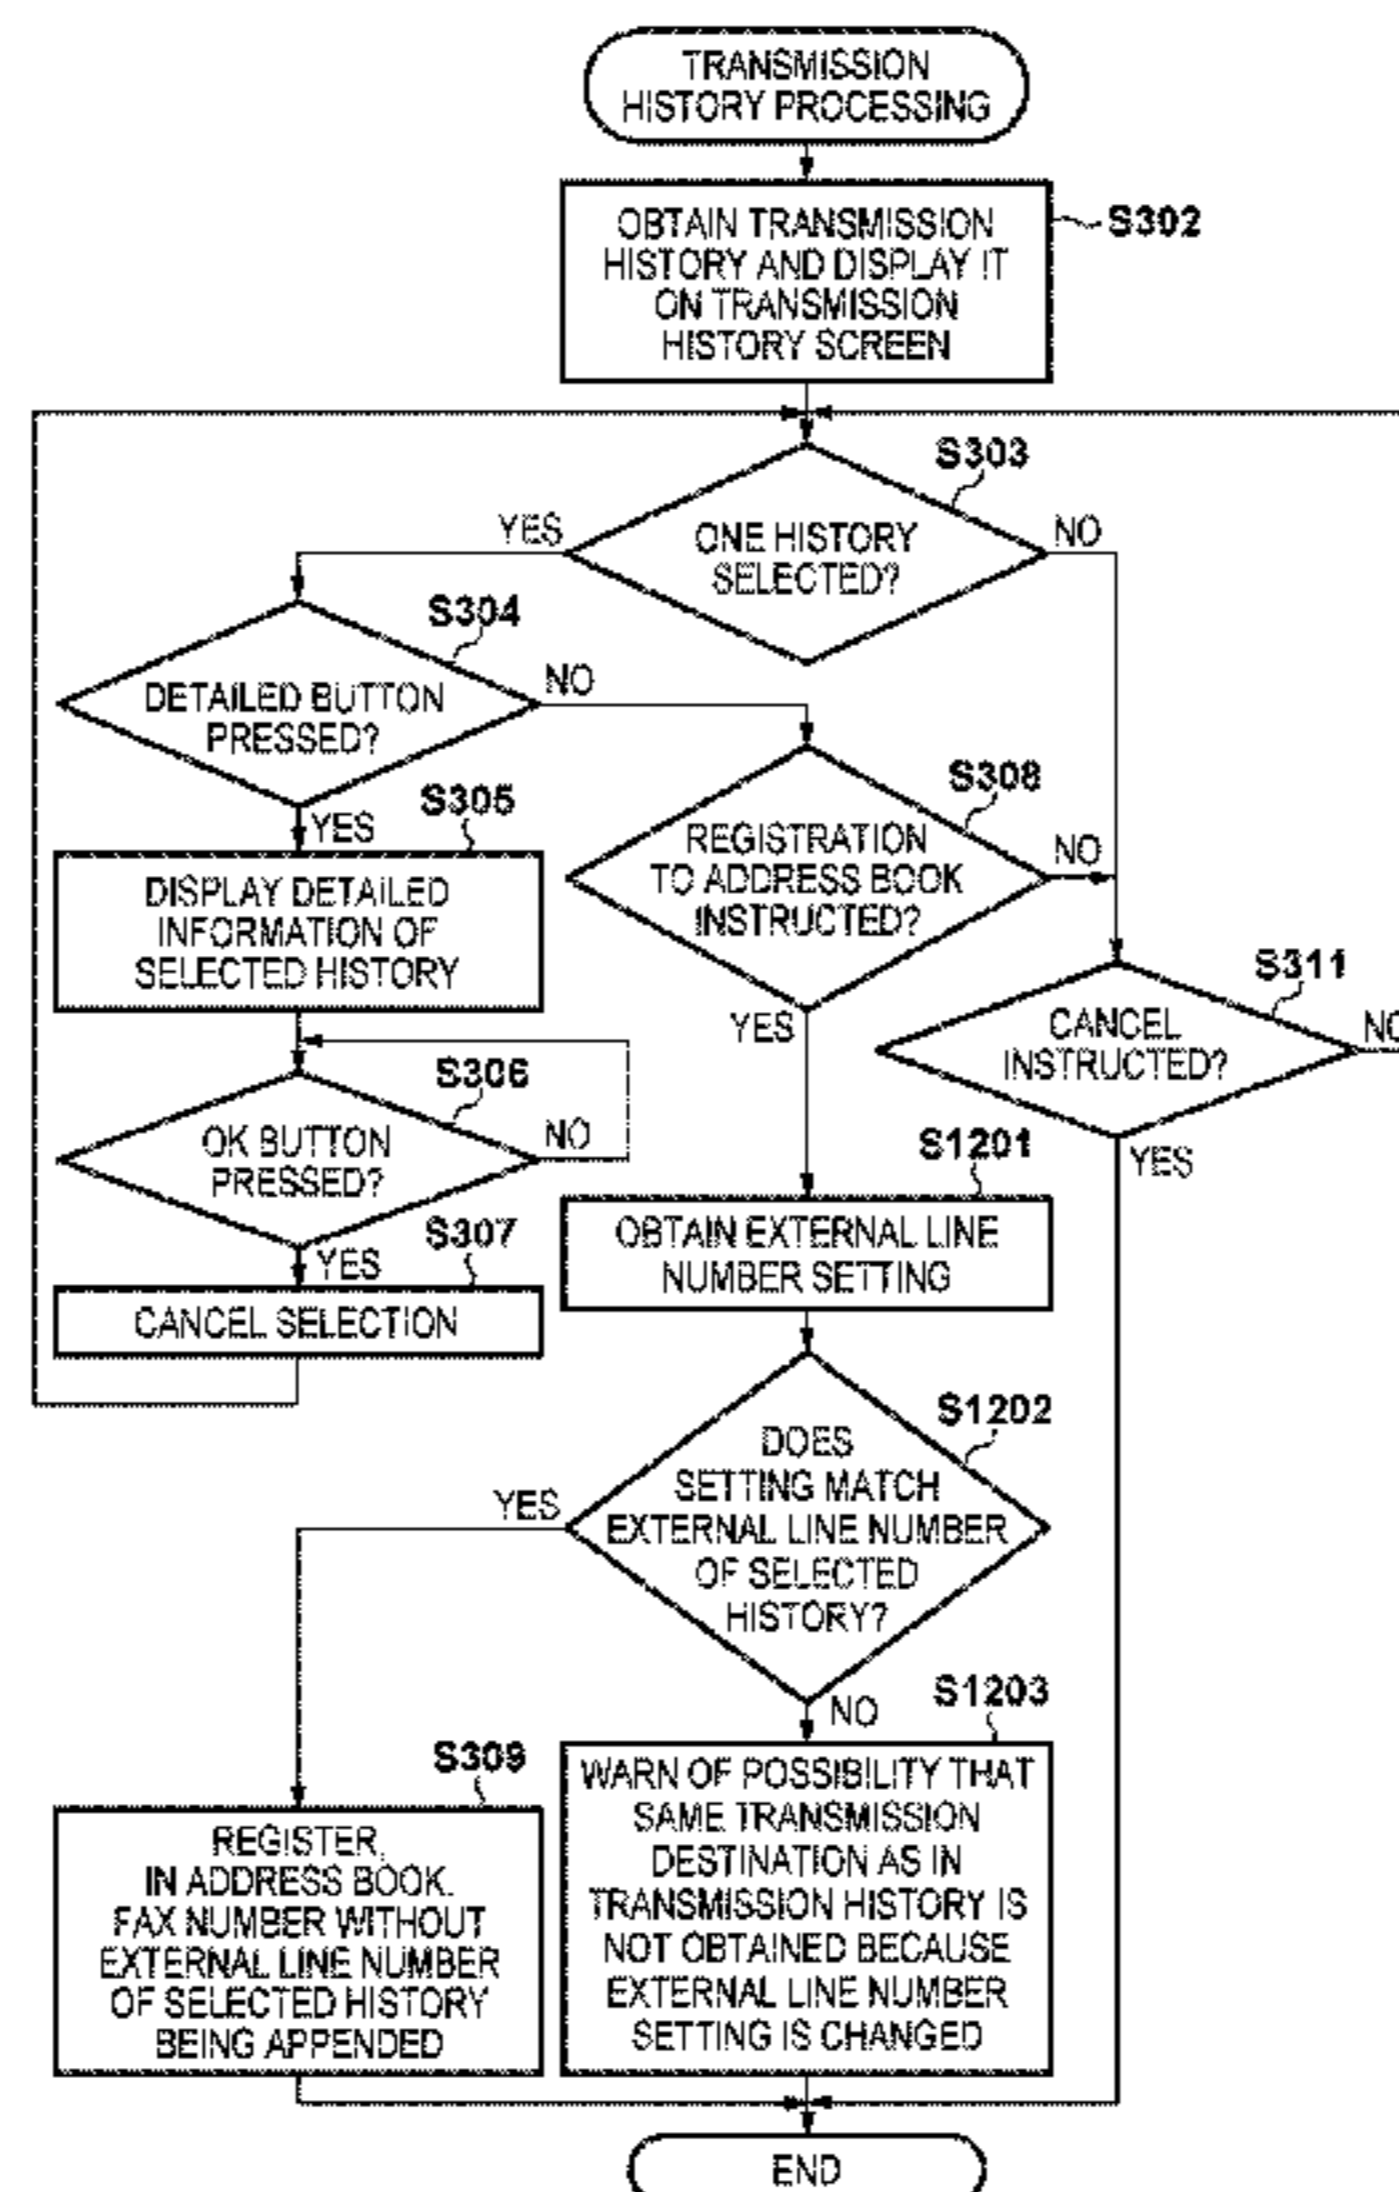 TRANSMISSION
HISTORY PROCESSING
OBTAIN TRANSMISSION
HISTORY AND DISPLAY IT
ON TRANSMISSION
HISTORY SCREEN
S302
S303
YES
ONE HISTORY
SELECTED?
NO
S304
DETAILED BUTTON
PRESSED?
NO
YES
S305
DISPLAY DETAILED
INFORMATION OF
SELECTED HISTORY
S308
REGISTRATION
TO ADDRESS BOOK
INSTRUCTED?
NO
YES
S311
CANCEL
INSTRUCTED?
NO
YES
S306
OK BUTTON
PRESSED?
NO
YES
S307
CANCEL SELECTION
S1201
OBTAIN EXTERNAL LINE
NUMBER SETTING
S1202
DOES
SETTING MATCH
EXTERNAL LINE NUMBER
OF SELECTED
HISTORY?
YES
NO
S309
REGISTER,
IN ADDRESS BOOK,
FAX NUMBER WITHOUT
EXTERNAL LINE NUMBER
OF SELECTED HISTORY
BEING APPENDED
S1203
WARN OF POSSIBILITY THAT
SAME TRANSMISSION
DESTINATION AS IN
TRANSMISSION HISTORY IS
NOT OBTAINED BECAUSE
EXTERNAL LINE NUMBER
SETTING IS CHANGED
END